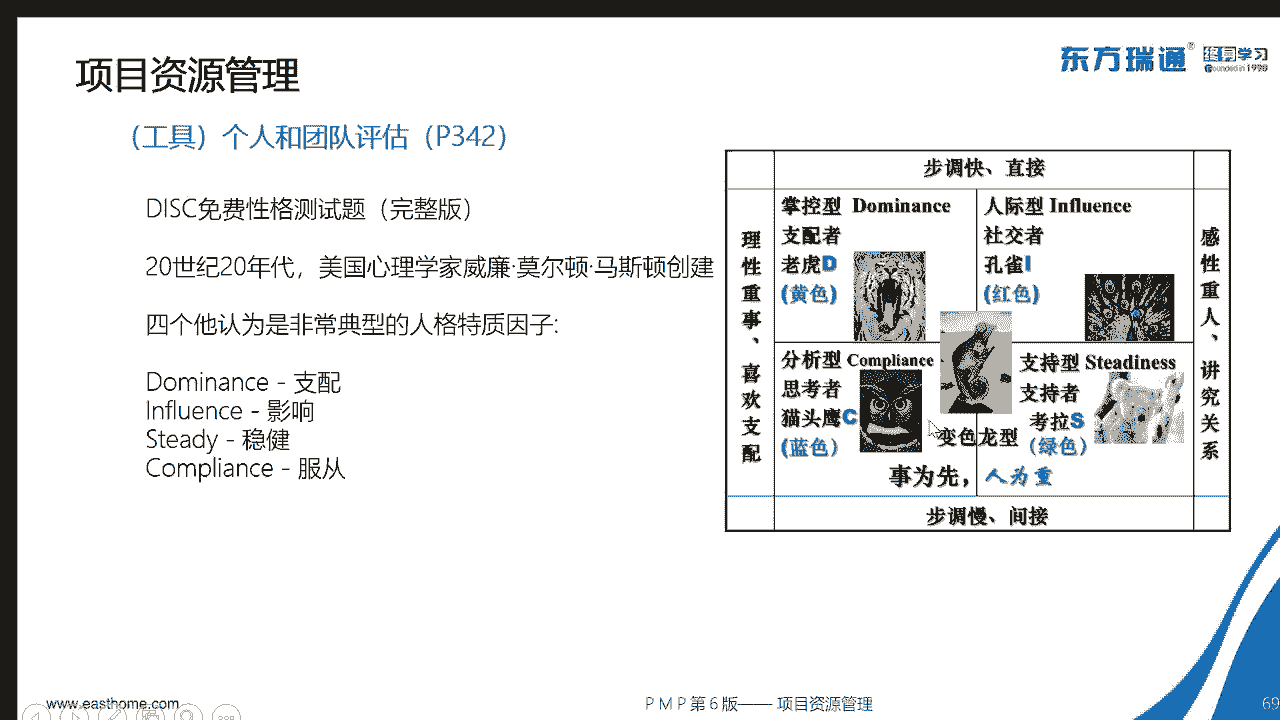 项目资源管理
东方瑞通®
终身学习
Founded in 1998
（工具）个人和团队评估（P342）
DISC免费性格测试题（完整版）
20世纪20年代，美国心理学家威廉·莫尔顿·马斯顿创建
四个他认为是非常典型的人格特质因子:
Dominance - 支配
Influence - 影响
Steady - 稳健
Compliance - 服从
步调快、直接
理性重事、喜欢支配
掌控型 Dominance
支配者
老虎D
(黄色)
人际型 Influence
社交者
孔雀I
(红色)
感性重人、讲究关系
分析型 Compliance
思考者
猫头鹰C
(蓝色)
支持型 Steadiness
支持者
考拉S
(绿色)
变色龙型
事为先，人为重
步调慢、间接
www.easthome.com
PMP第6版—— 项目资源管理
69